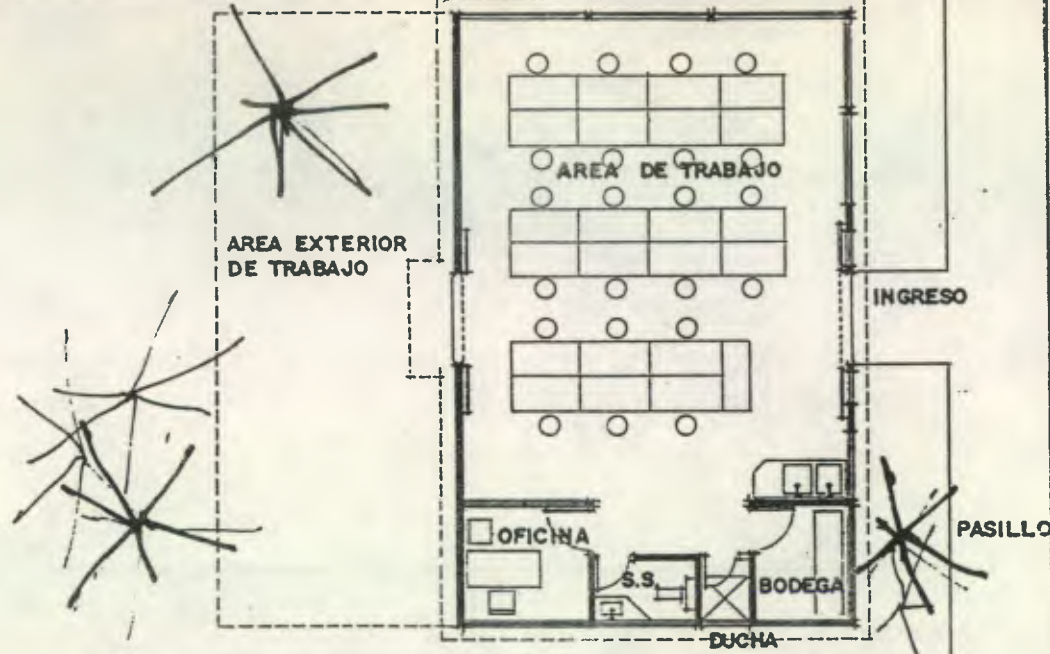 AREA DE TRABAJO
AREA EXTERIOR
DE TRABAJO
INGRESO
OFICINA
S.S.
BODEGA
PASILLO
DUCHA